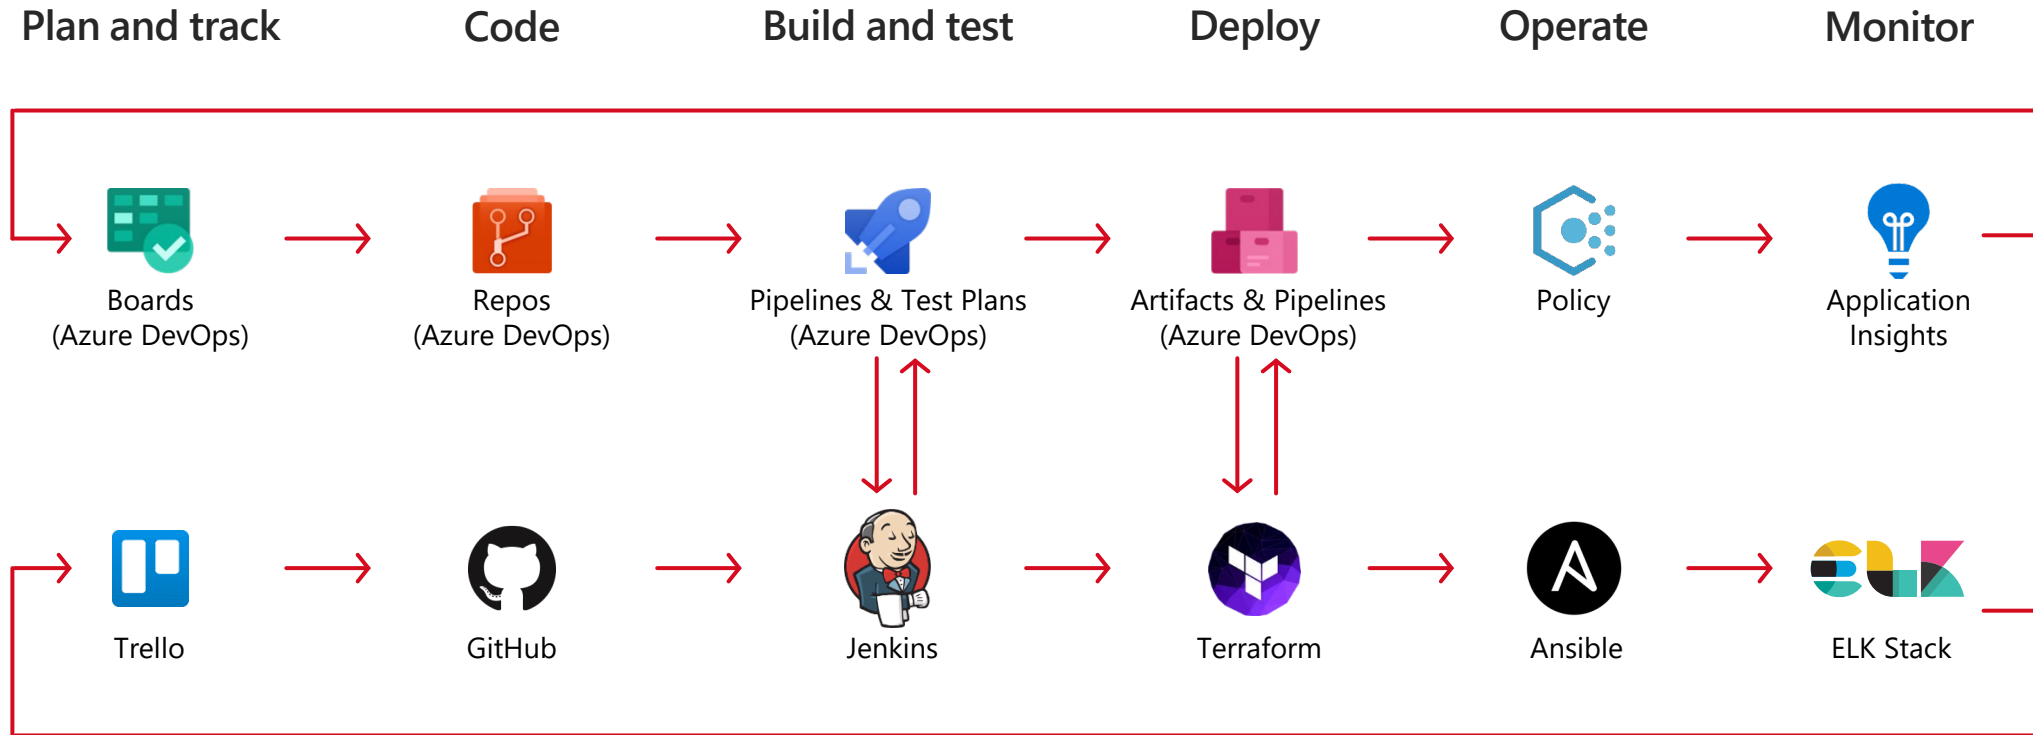 Plan and track
Code
Build and test
Deploy
Operate
Monitor
Boards
(Azure DevOps)
Repos
(Azure DevOps)
Pipelines & Test Plans
(Azure DevOps)
Artifacts & Pipelines
(Azure DevOps)
Policy
Application
Insights
Trello
GitHub
Jenkins
Terraform
Ansible
ELK
ELK Stack